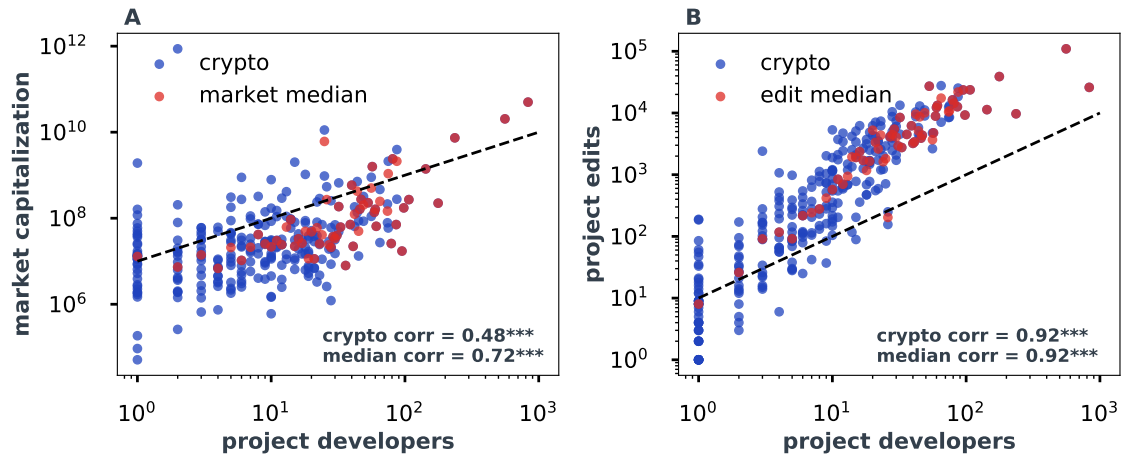 A
market capitalization
10^12
10^10
10^8
10^6
crypto
market median
crypto corr = 0.48***
median corr = 0.72***
10^0
10^1
10^2
10^3
project developers
B
project edits
10^5
10^4
10^3
10^2
10^1
10^0
crypto
edit median
crypto corr = 0.92***
median corr = 0.92***
10^0
10^1
10^2
10^3
project developers